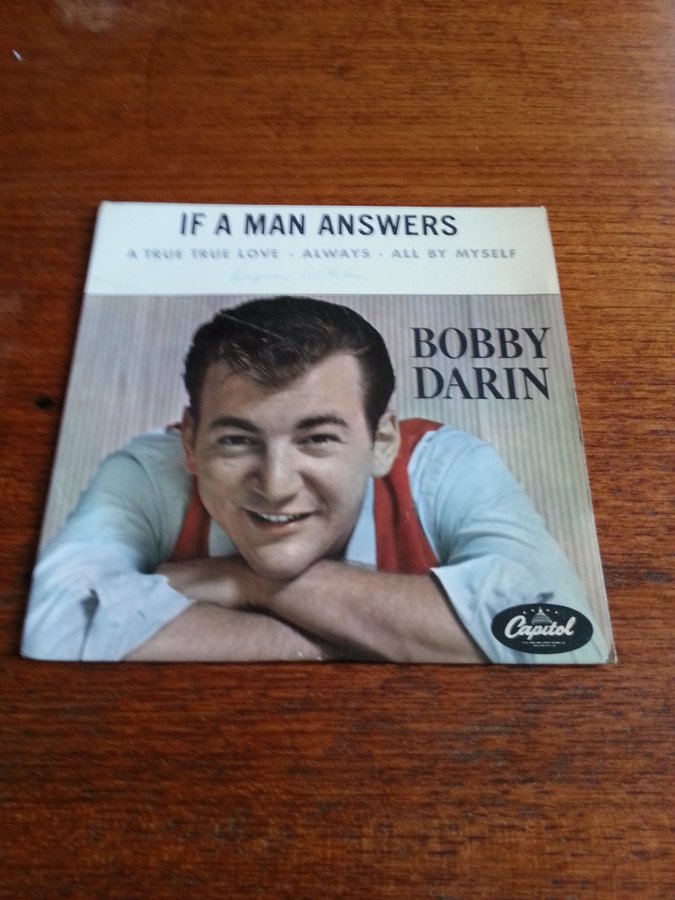 IF A MAN ANSWERS
A TRUE TRUE LOVE · ALWAYS · ALL BY MYSELF
BOBBY
DARIN
Capitol